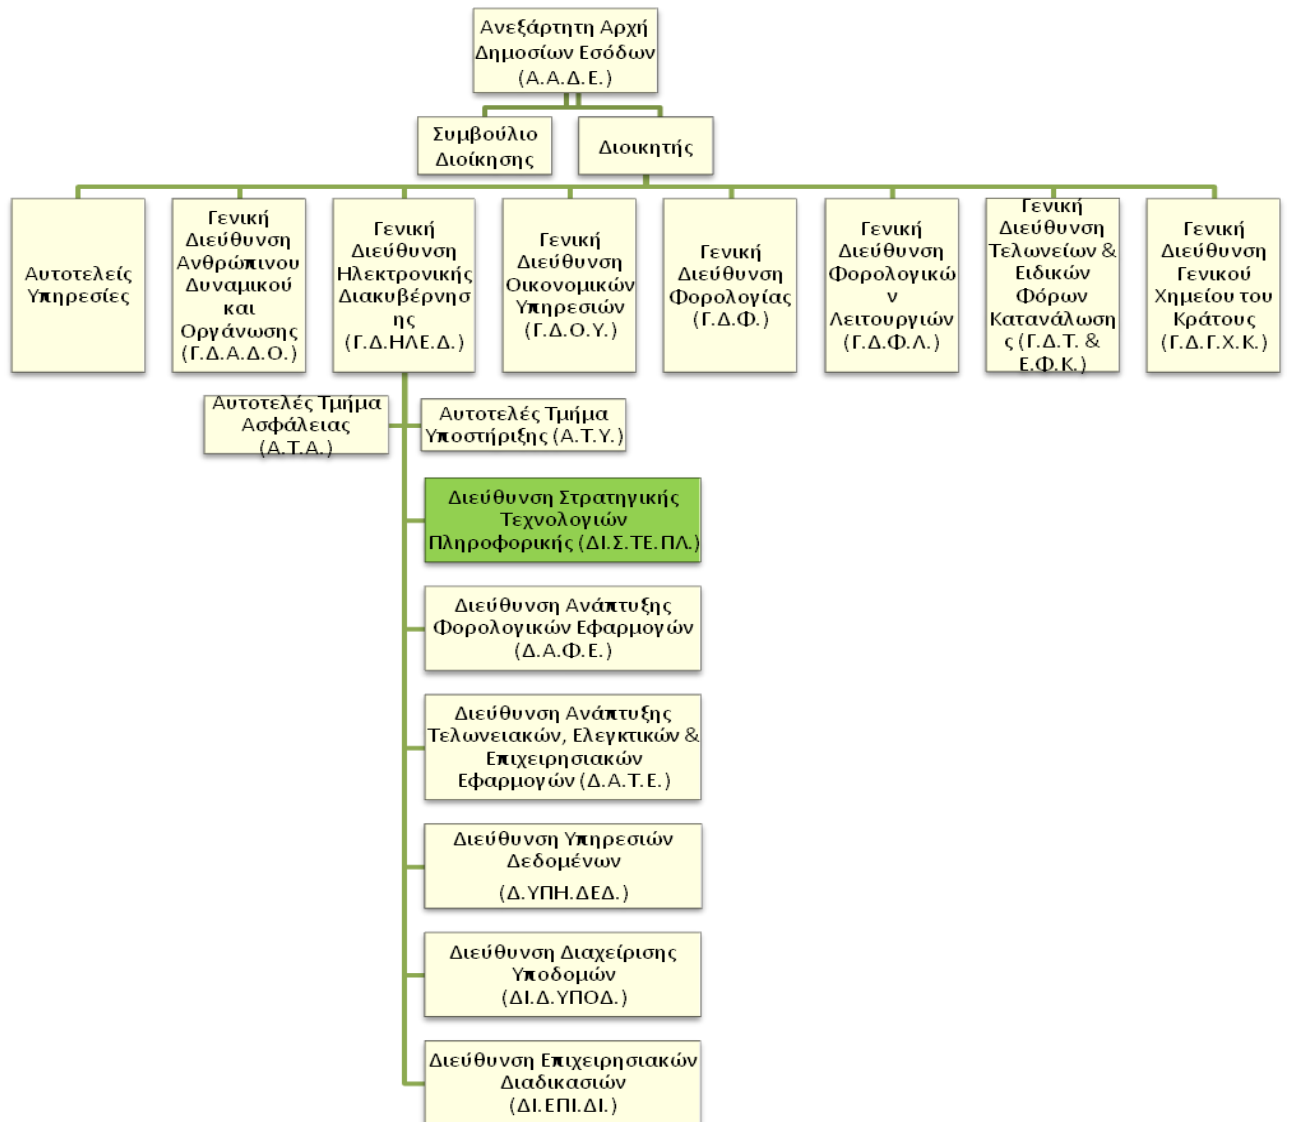 Ανεξάρτητη Αρχή
Δημοσίων Εσόδων
(Α.Α.Δ.Ε.)
Συμβούλιο
Διοίκησης
Διοικητής
Αυτοτελείς
Υπηρεσίες
Γενική
Διεύθυνση
Ανθρώπινου
Δυναμικού
και
Οργάνωσης
(Γ.Δ.Α.Δ.Ο.)
Γενική
Διεύθυνση
Ηλεκτρονικής
Διακυβέρνησ
ης
(Γ.Δ.ΗΛΕ.Δ.)
Γενική
Διεύθυνση
Οικονομικών
Υπηρεσιών
(Γ.Δ.Ο.Υ.)
Γενική
Διεύθυνση
Φορολογίας
(Γ.Δ.Φ.)
Γενική
Διεύθυνση
Φορολογικώ
ν
Λειτουργιών
(Γ.Δ.Φ.Λ.)
Γενική
Διεύθυνση
Τελωνείων &
Ειδικών
Φόρων
Κατανάλωση
ς (Γ.Δ.Τ. &
Ε.Φ.Κ.)
Γενική
Διεύθυνση
Γενικού
Χημείου του
Κράτους
(Γ.Δ.Γ.Χ.Κ.)
Αυτοτελές Τμήμα
Ασφάλειας
(Α.Τ.Α.)
Αυτοτελές Τμήμα
Υποστήριξης (Α.Τ.Υ.)
Διεύθυνση Στρατηγικής
Τεχνολογιών
Πληροφορικής (ΔΙ.Σ.ΤΕ.ΠΛ.)
Διεύθυνση Ανάπτυξης
Φορολογικών Εφαρμογών
(Δ.Α.Φ.Ε.)
Διεύθυνση Ανάπτυξης
Τελωνειακών, Ελεγκτικών &
Επιχειρησιακών
Εφαρμογών (Δ.Α.Τ.Ε.)
Διεύθυνση Υπηρεσιών
Δεδομένων
(Δ.ΥΠΗ.ΔΕΔ.)
Διεύθυνση Διαχείρισης
Υποδομών
(ΔΙ.Δ.ΥΠΟΔ.)
Διεύθυνση Επιχειρησιακών
Διαδικασιών
(ΔΙ.ΕΠΙ.ΔΙ.)